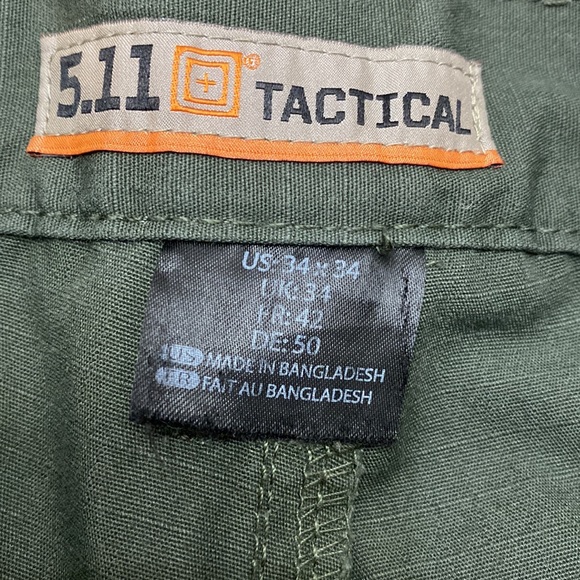 5.11 ® TACTICAL
US: 34 x 34
UK: 34
FR: 42
DE: 50
US MADE IN BANGLADESH
FR FAIT AU BANGLADESH